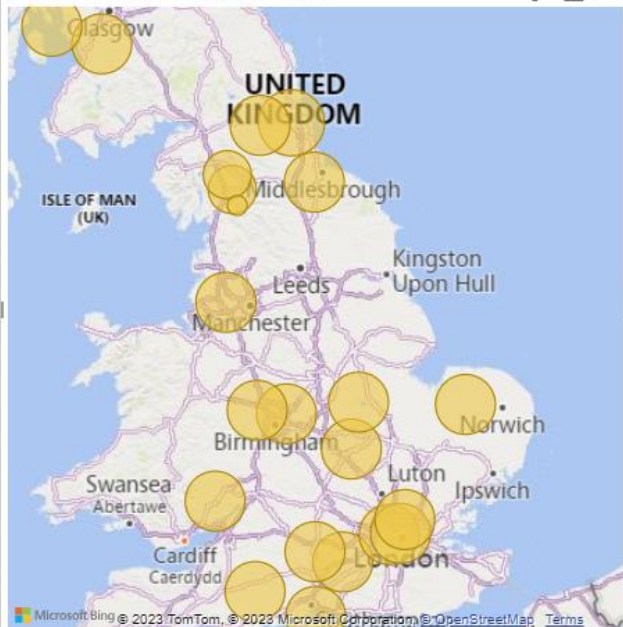 Glasgow
UNITED
KINGDOM
Middlesbrough
ISLE OF MAN
(UK)
Kingston
Upon Hull
Leeds
Manchester
Norwich
Birmingham
Luton
Ipswich
Swansea
Abertawe
Cardiff
Caerdydd
London
Microsoft Bing © 2023 TomTom, © 2023 Microsoft Corporation, © OpenStreetMap Terms